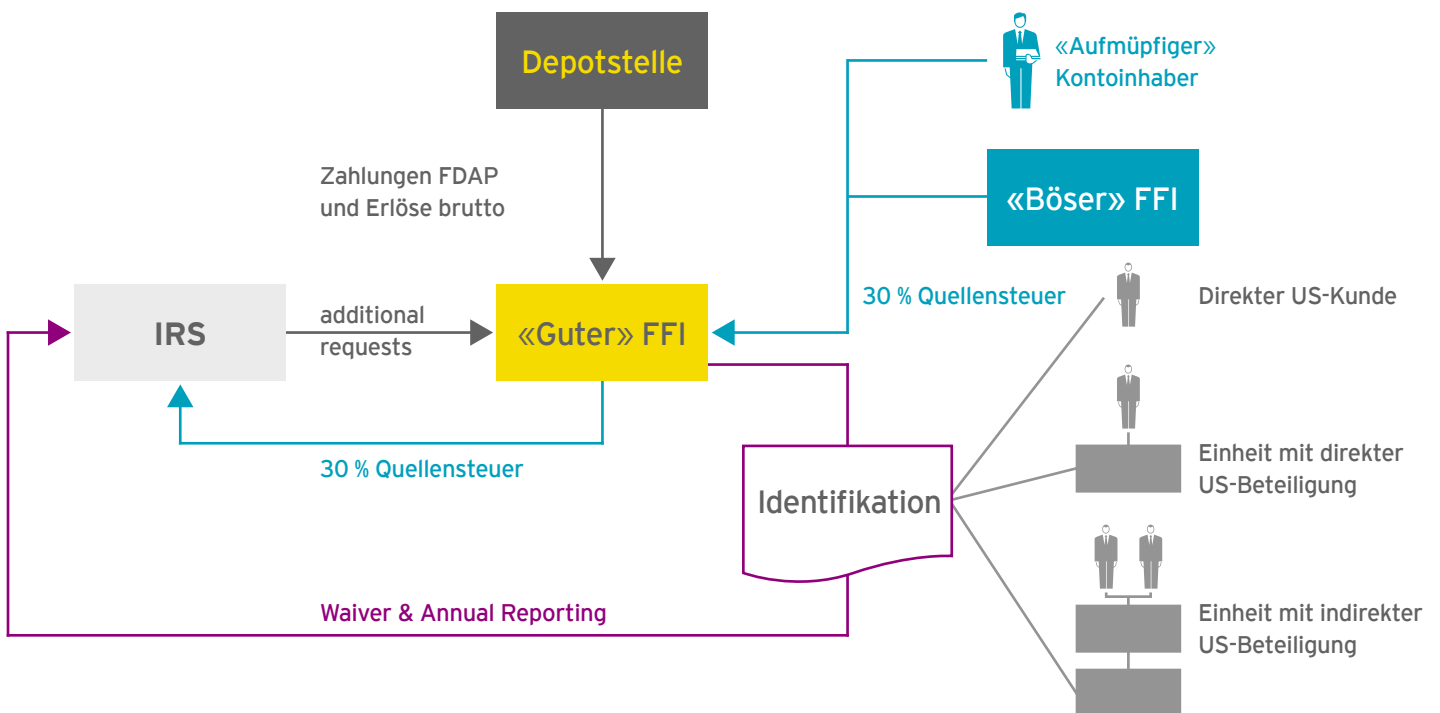 Depotstelle
«Aufmüpfiger»
Kontoinhaber
Zahlungen FDAP
und Erlöse brutto
«Böser» FFI
IRS
additional
requests
«Guter» FFI
30 % Quellensteuer
Direkter US-Kunde
30 % Quellensteuer
Identifikation
Einheit mit direkter
US-Beteiligung
Waiver & Annual Reporting
Einheit mit indirekter
US-Beteiligung